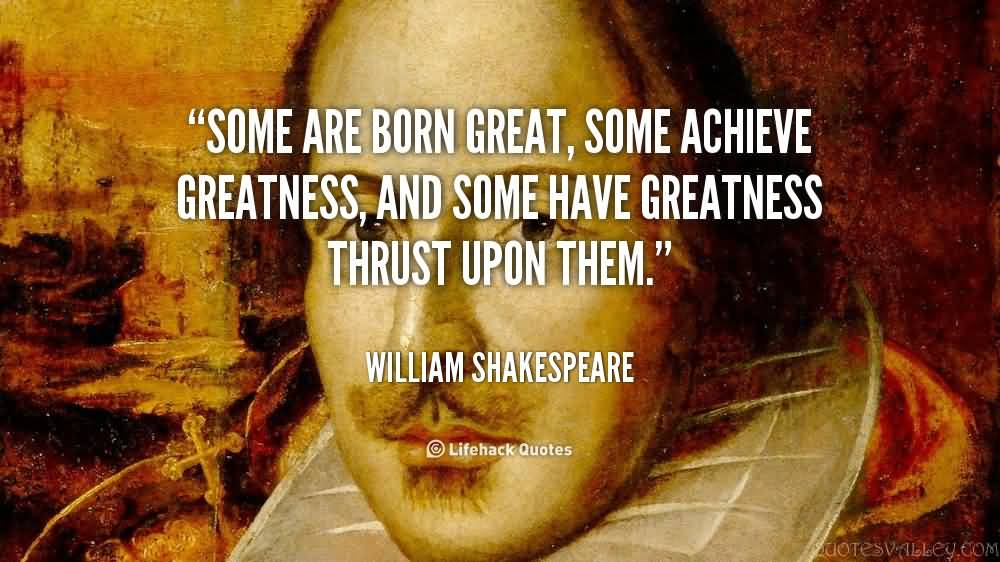 “SOME ARE BORN GREAT, SOME ACHIEVE
GREATNESS, AND SOME HAVE GREATNESS
THRUST UPON THEM.”
WILLIAM SHAKESPEARE
© Lifehack Quotes
QUOTESVALLEY.COM